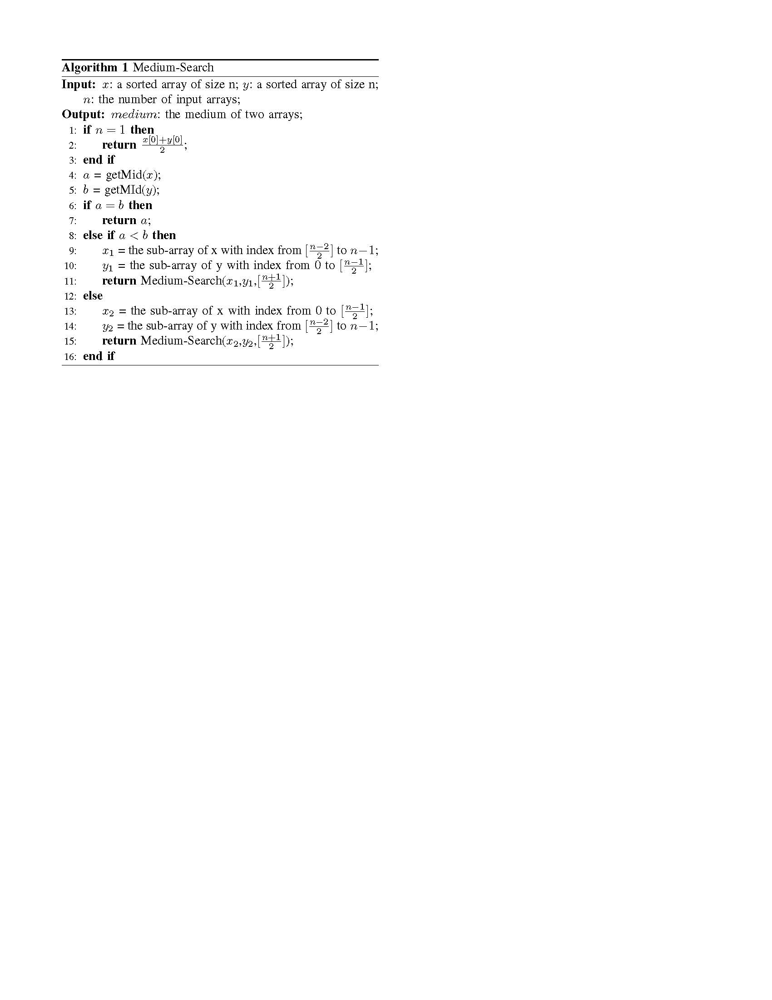 Algorithm 1 Medium-Search
Input: x: a sorted array of size n; y: a sorted array of size n;
n: the number of input arrays;
Output: medium: the medium of two arrays;
1: if n = 1 then
2: return \frac{x[0]+y[0]}{2};
3: end if
4: a = getMid(x);
5: b = getMId(y);
6: if a = b then
7: return a;
8: else if a < b then
9: x_1 = the sub-array of x with index from [\frac{n-2}{2}] to n−1;
10: y_1 = the sub-array of y with index from 0 to [\frac{n-1}{2}];
11: return Medium-Search(x_1,y_1,[\frac{n+1}{2}]);
12: else
13: x_2 = the sub-array of x with index from 0 to [\frac{n-1}{2}];
14: y_2 = the sub-array of y with index from [\frac{n-2}{2}] to n−1;
15: return Medium-Search(x_2,y_2,[\frac{n+1}{2}]);
16: end if